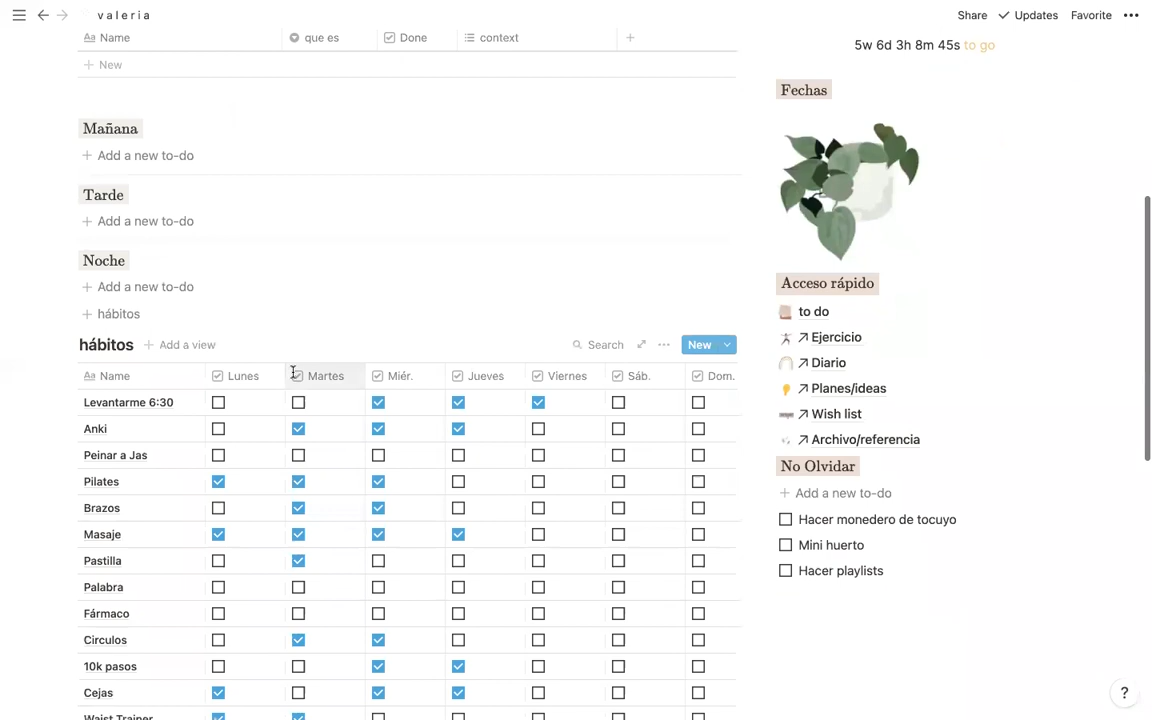 valeria
Share Updates Favorite •••
Aa Name que es Done context +
+ New
Mañana
+ Add a new to-do
Tarde
+ Add a new to-do
Noche
+ Add a new to-do
+ hábitos
hábitos + Add a view Search ••• New
Aa Name Lunes Martes Miér. Jueves Viernes Sáb. Dom.
Levantarme 6:30
Anki
Peinar a Jas
Pilates
Brazos
Masaje
Pastilla
Palabra
Fármaco
Circulos
10k pasos
Cejas
Waist Trainer
5w 6d 3h 8m 45s to go
Fechas
Acceso rápido
to do
Ejercicio
Diario
Planes/ideas
Wish list
Archivo/referencia
No Olvidar
+ Add a new to-do
Hacer monedero de tocuyo
Mini huerto
Hacer playlists
?